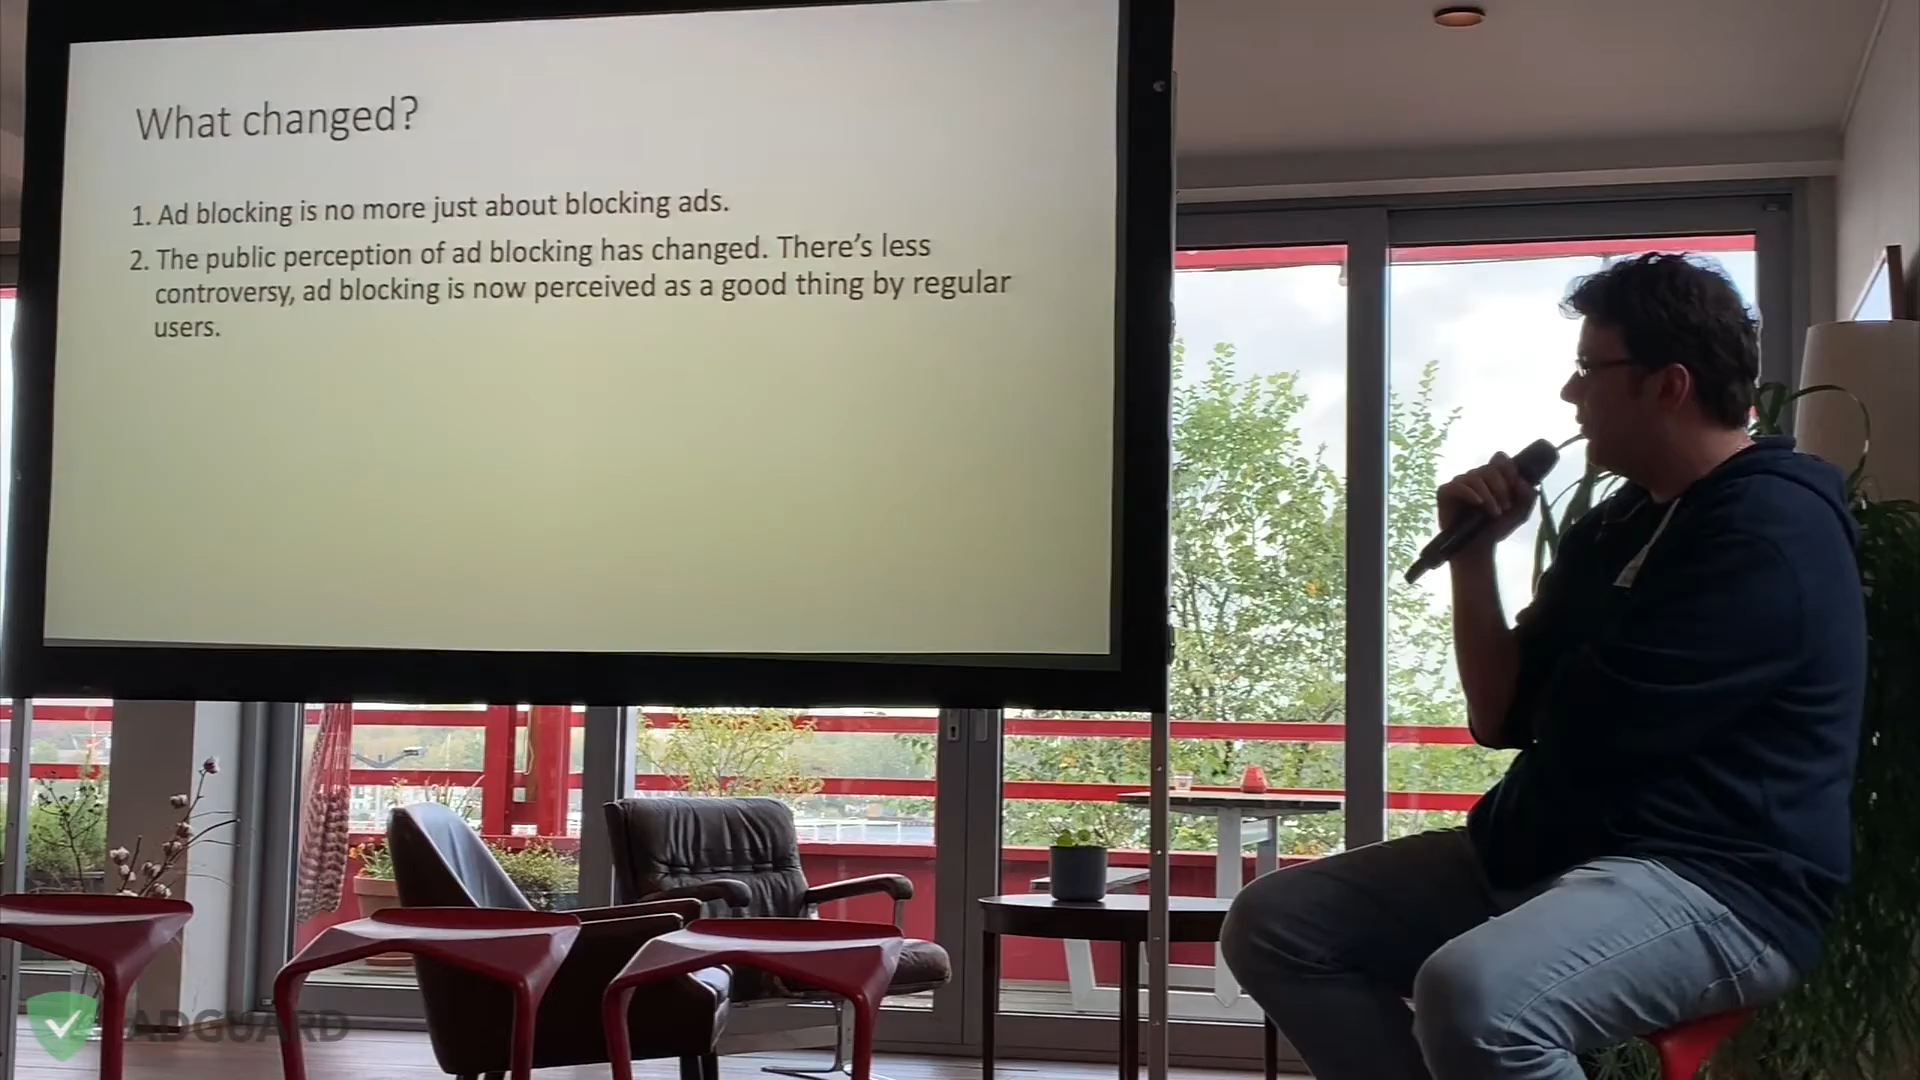 What changed?
1. Ad blocking is no more just about blocking ads.
2. The public perception of ad blocking has changed. There's less
controversy, ad blocking is now perceived as a good thing by regular
users.
ADGUARD